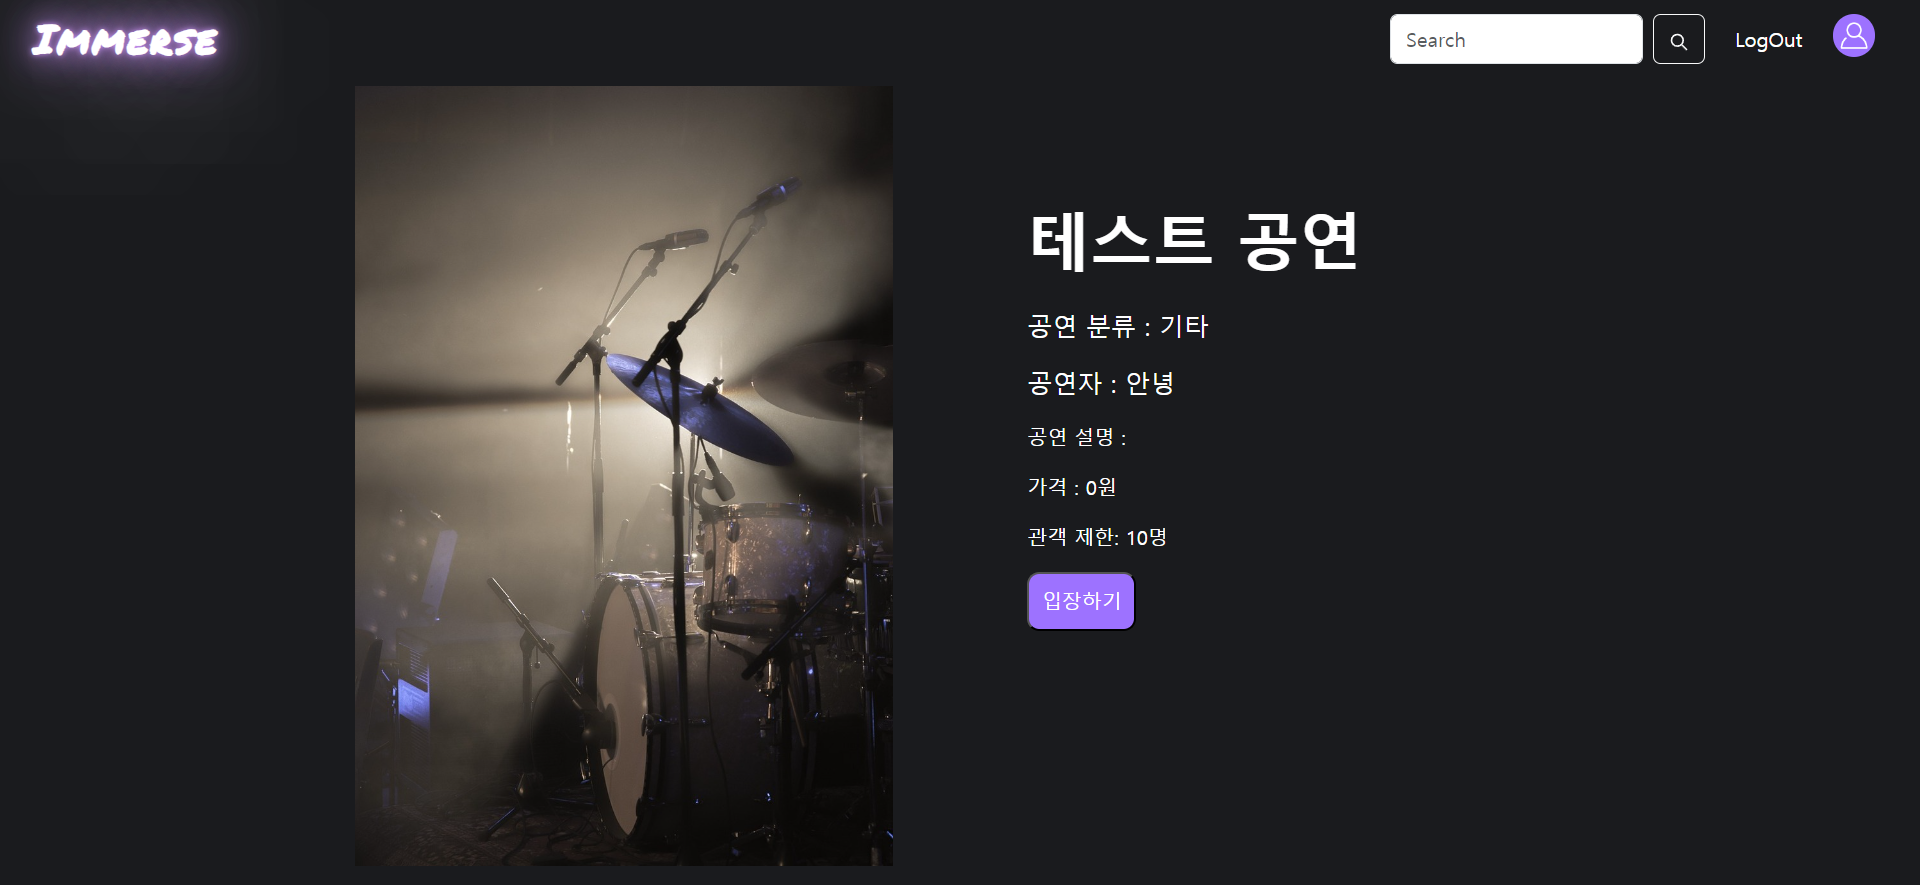 IMMERSE
Search
LogOut
테스트 공연
공연 분류 : 기타
공연자 : 안녕
공연 설명 :
가격 : 0원
관객 제한: 10명
입장하기